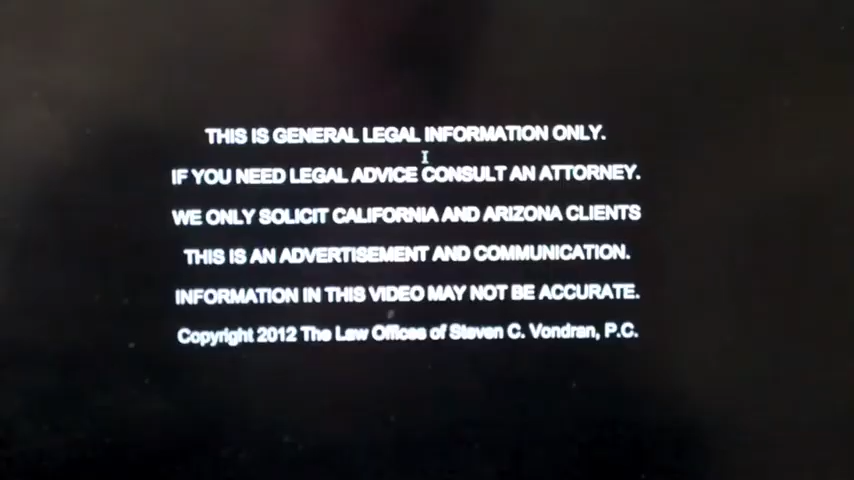 THIS IS GENERAL LEGAL INFORMATION ONLY.
IF YOU NEED LEGAL ADVICE CONSULT AN ATTORNEY.
WE ONLY SOLICIT CALIFORNIA AND ARIZONA CLIENTS
THIS IS AN ADVERTISEMENT AND COMMUNICATION.
INFORMATION IN THIS VIDEO MAY NOT BE ACCURATE.
Copyright 2012 The Law Offices of Steven C. Vondran, P.C.